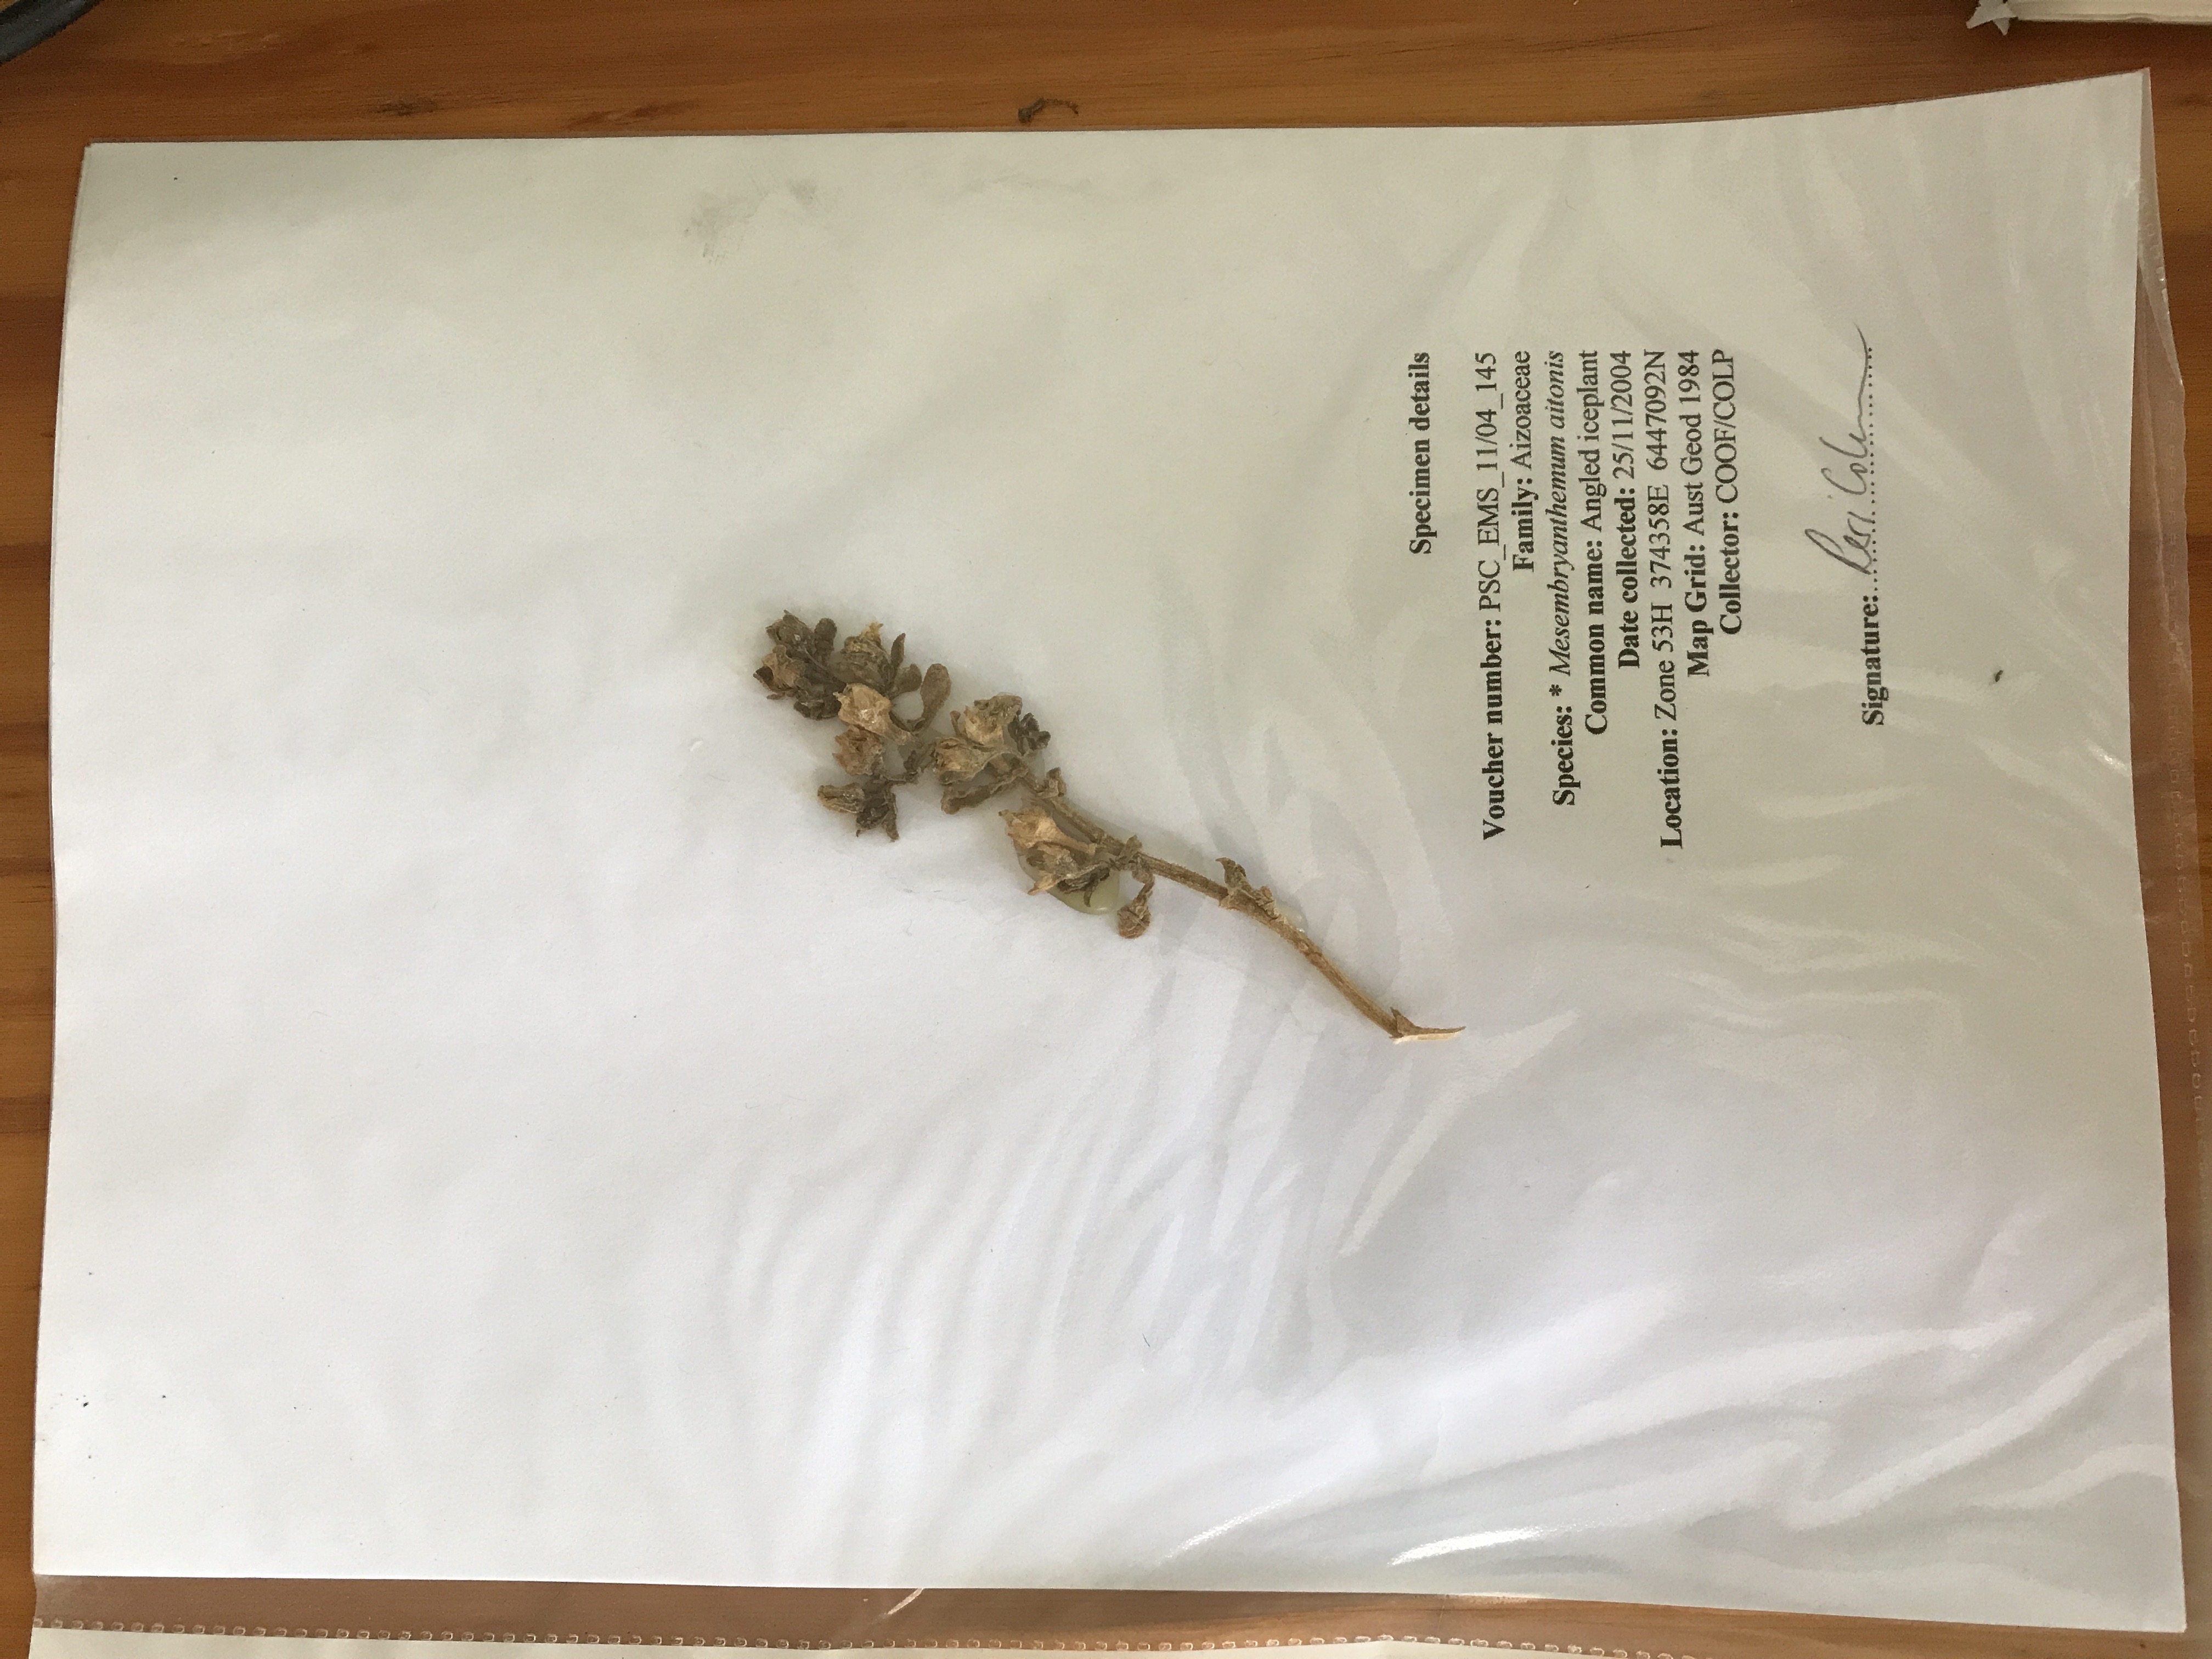 Specimen details
Voucher number: PSC_EMS_11/04_145
Family: Aizoaceae
Species: * Mesembryanthemum aitonis
Common name: Angled iceplant
Date collected: 25/11/2004
Location: Zone 53H 374358E 6447092N
Map Grid: Aust Geod 1984
Collector: COOF/COLP
Signature: Peri Coleman